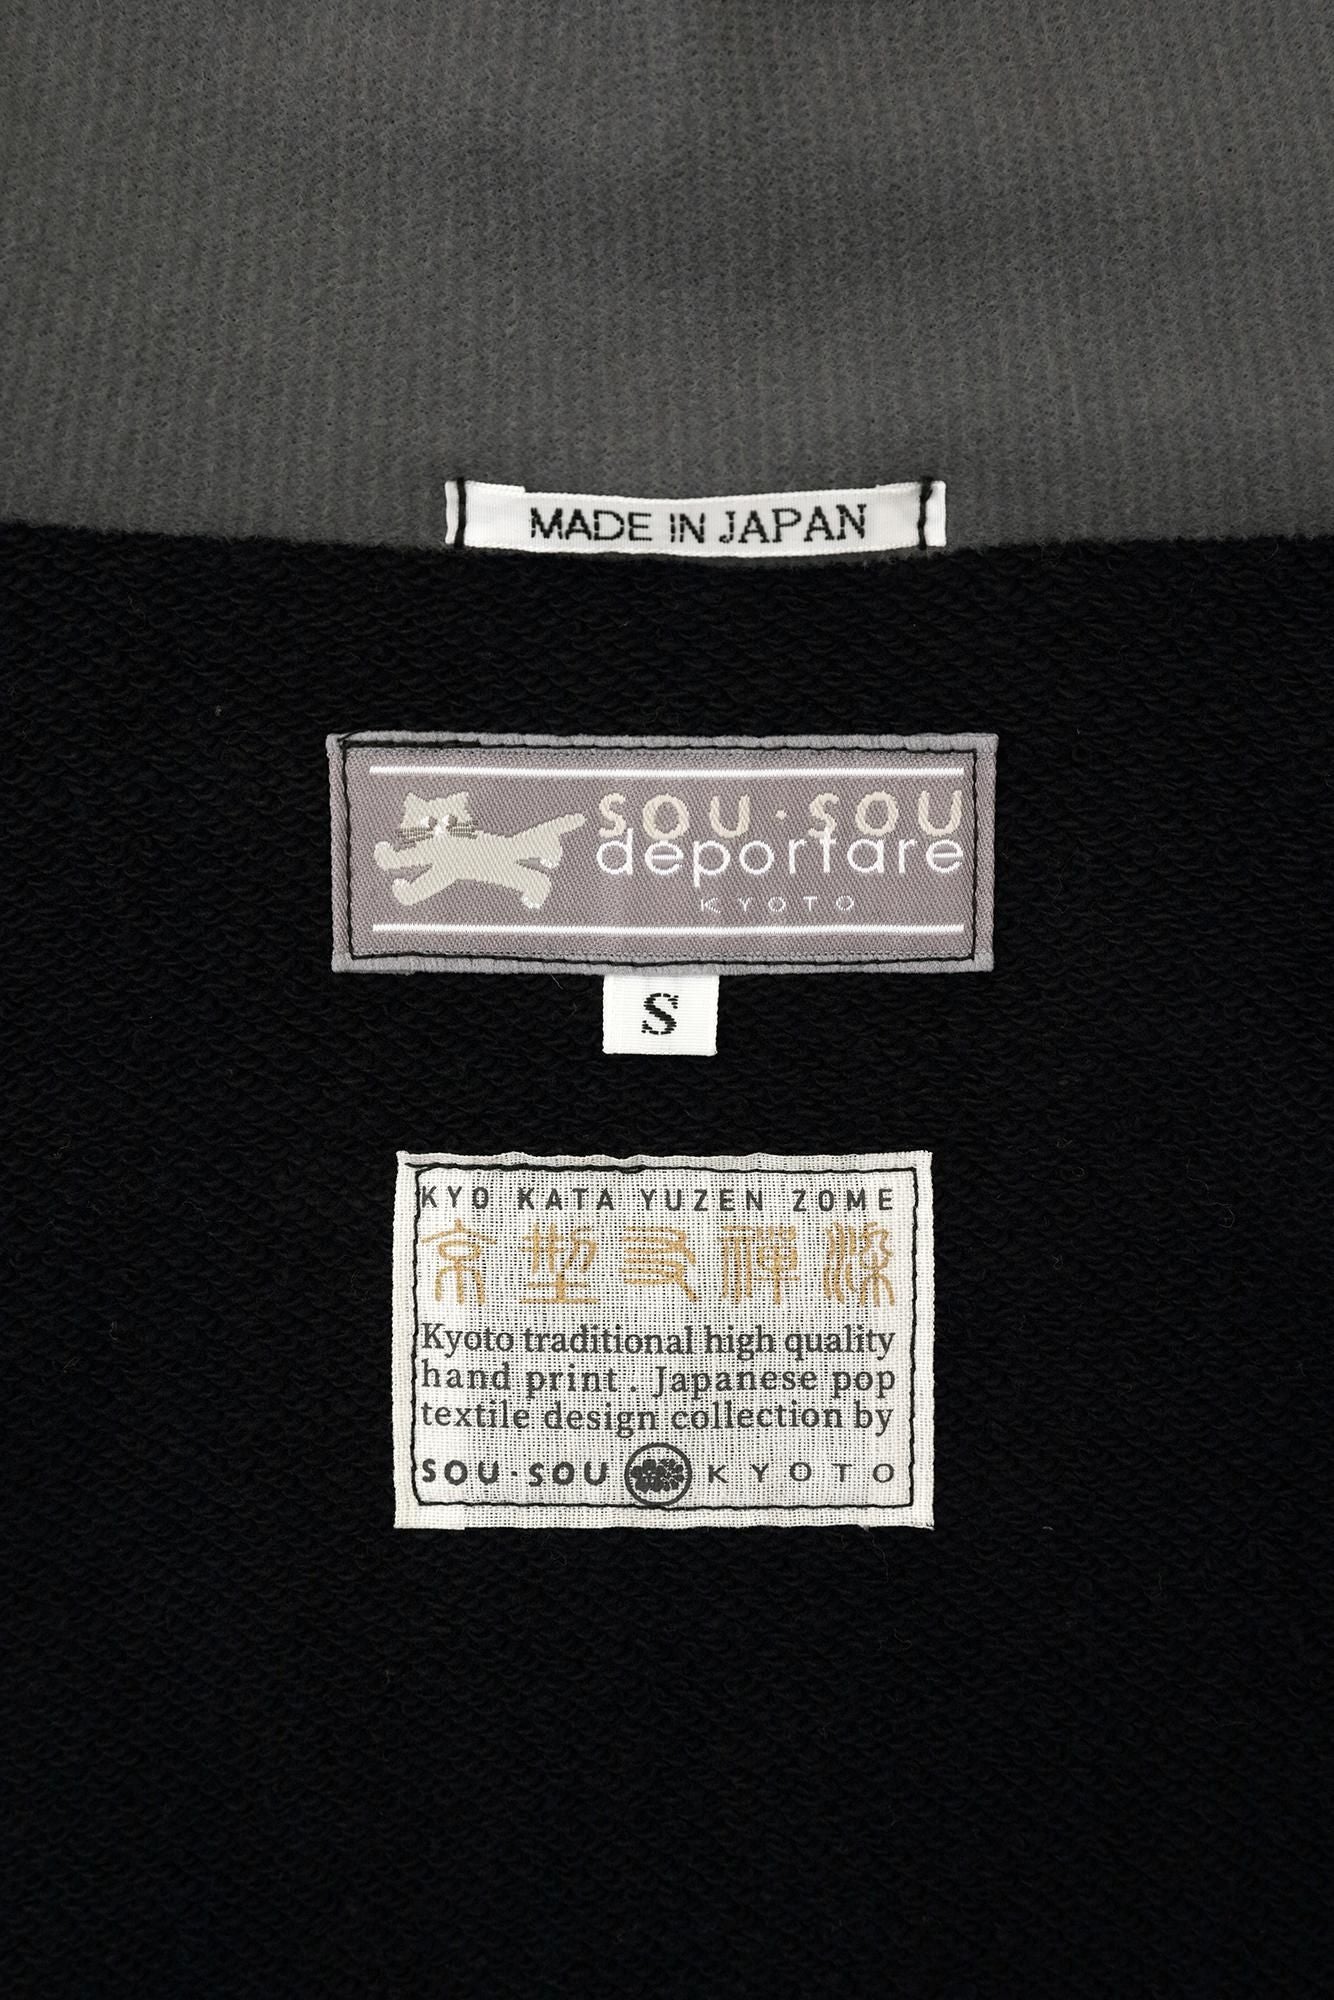 MADE IN JAPAN
SOU·SOU
deportare
KYOTO
S
KYO KATA YUZEN ZOME
京型友禅染
Kyoto traditional high quality
hand print. Japanese pop
textile design collection by
SOU·SOU KYOTO